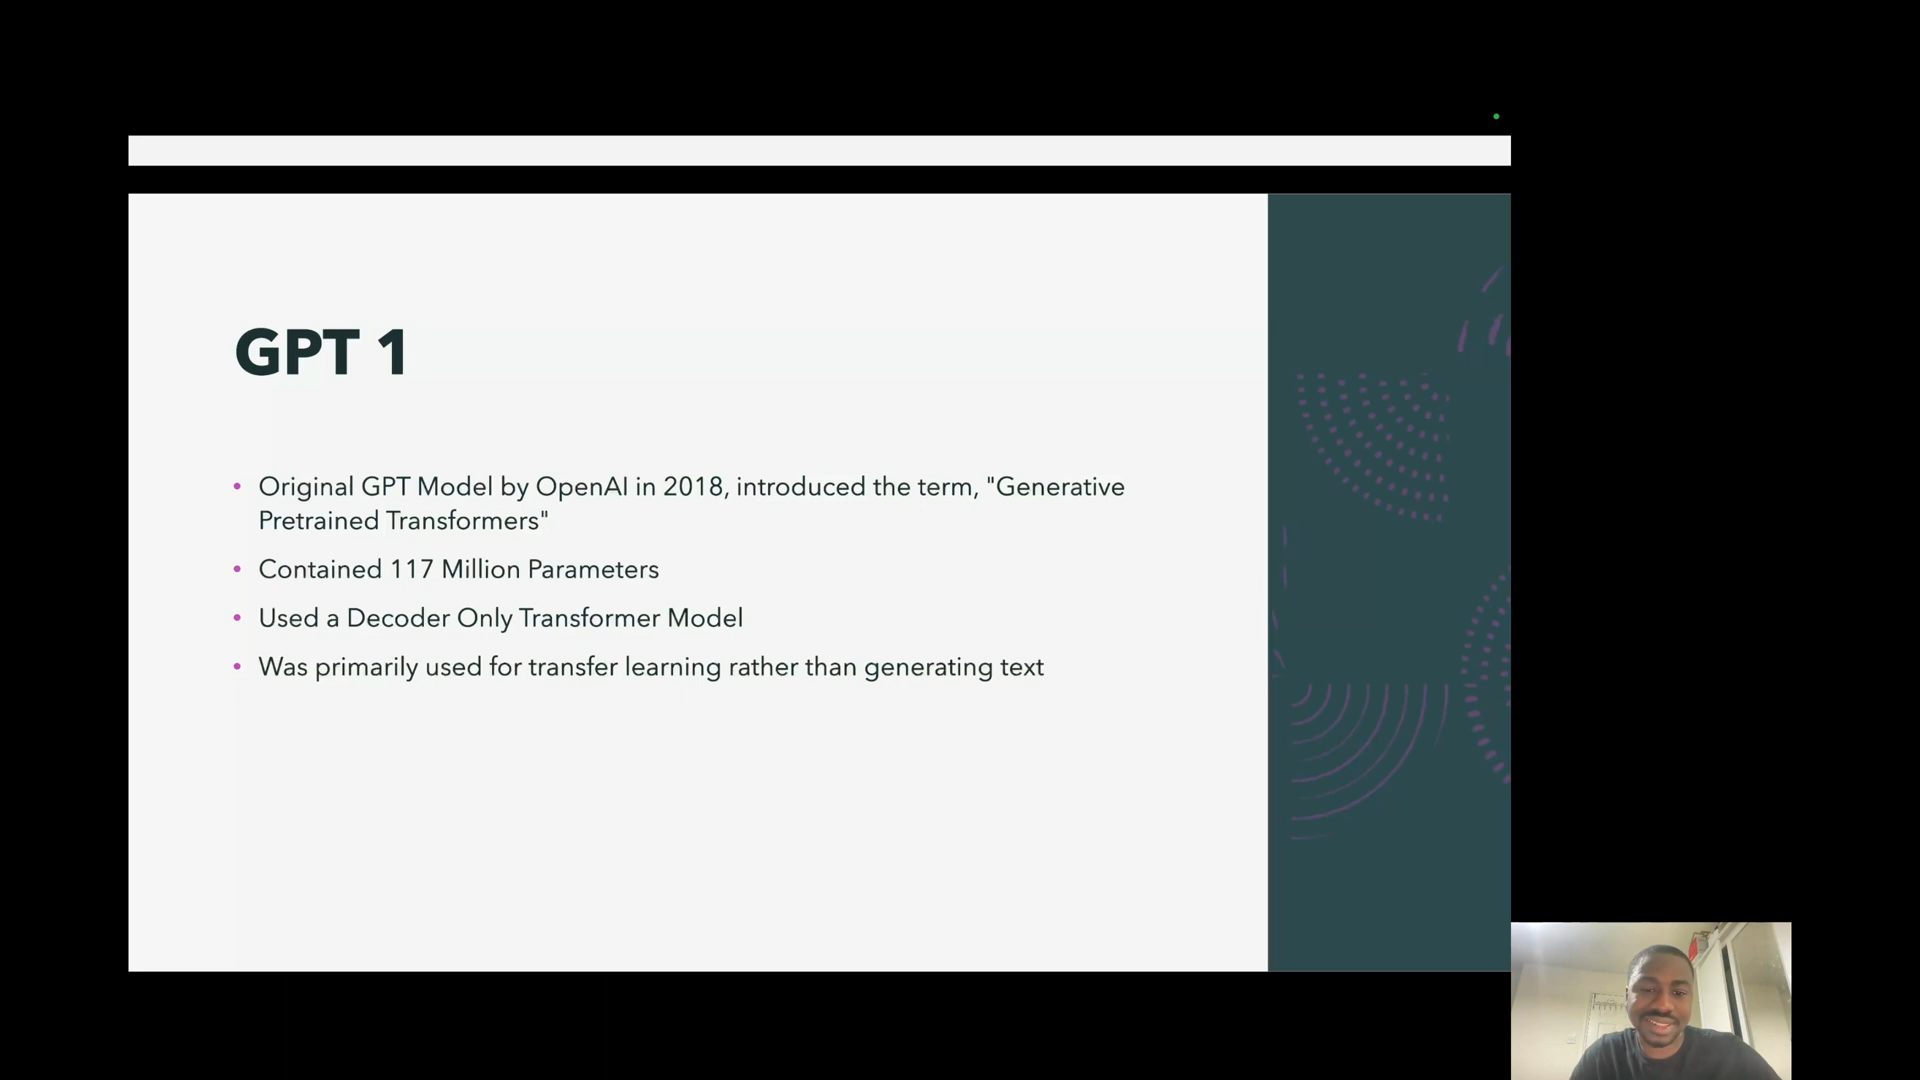 GPT 1
• Original GPT Model by OpenAI in 2018, introduced the term, "Generative
Pretrained Transformers"
• Contained 117 Million Parameters
• Used a Decoder Only Transformer Model
• Was primarily used for transfer learning rather than generating text